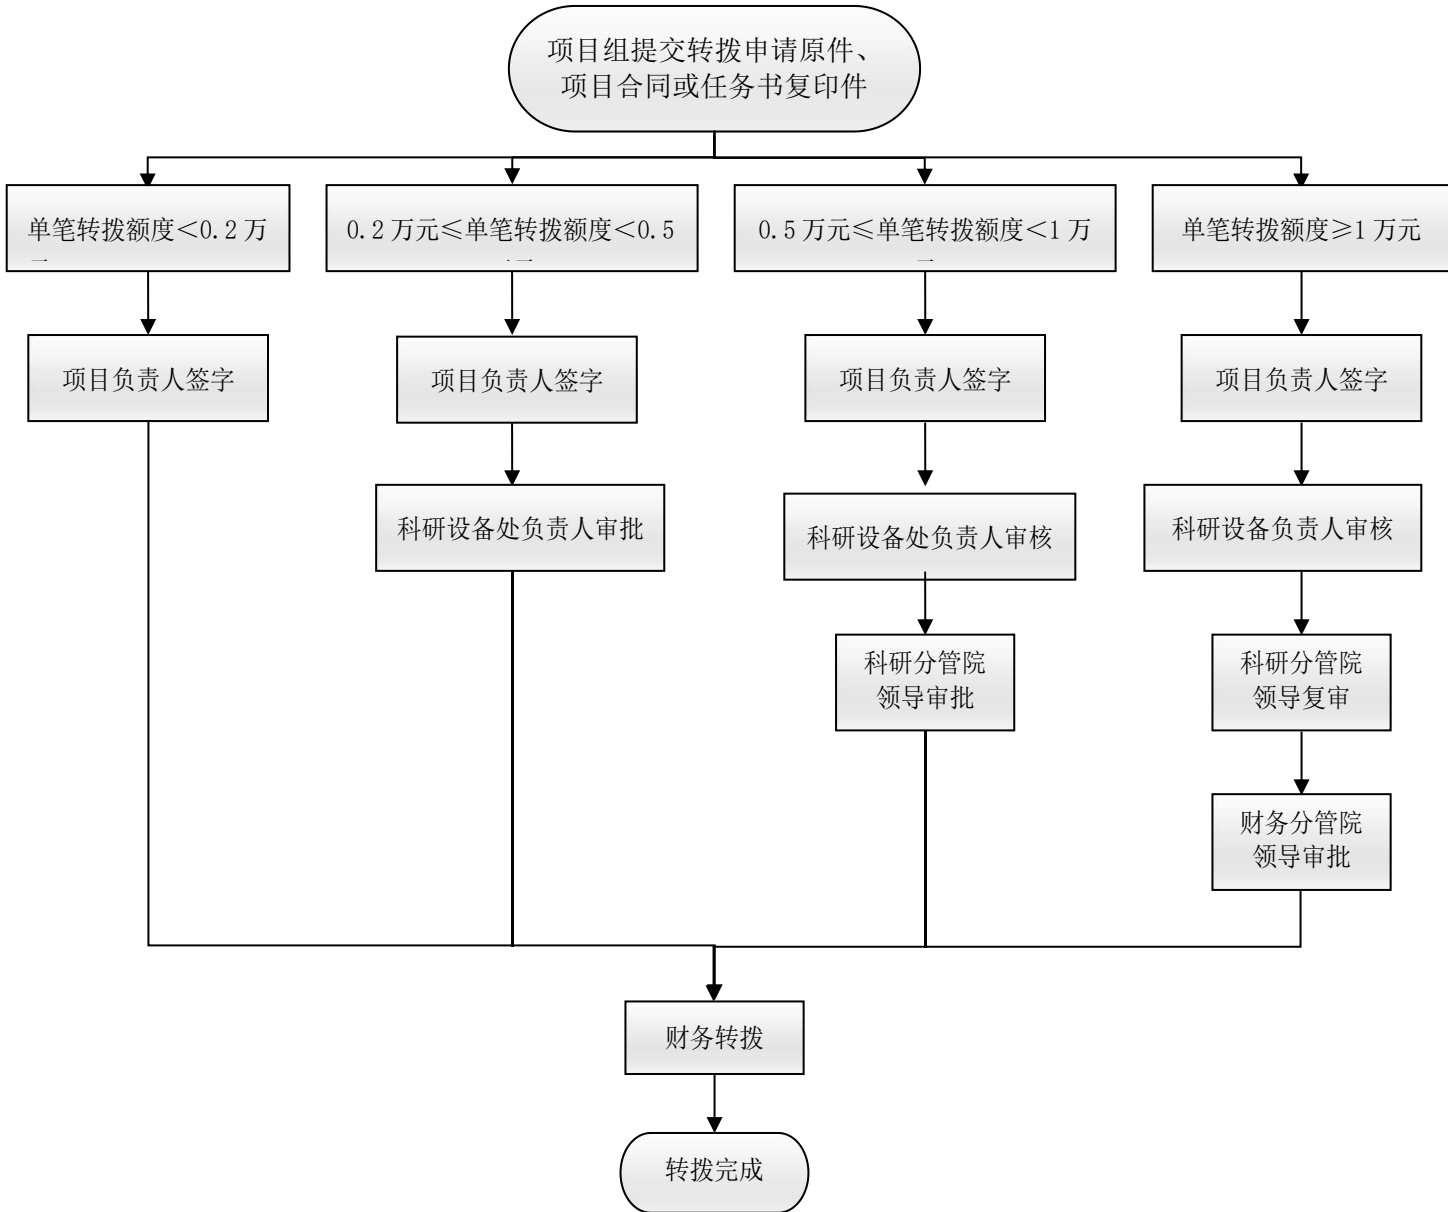 项目组提交转拨申请原件、
项目合同或任务书复印件
单笔转拨额度＜0.2 万
0.2 万元≤单笔转拨额度＜0.5
0.5 万元≤单笔转拨额度＜1 万
单笔转拨额度≥1 万元
项目负责人签字
项目负责人签字
项目负责人签字
项目负责人签字
科研设备处负责人审批
科研设备处负责人审核
科研设备负责人审核
科研分管院
领导审批
科研分管院
领导复审
财务分管院
领导审批
财务转拨
转拨完成